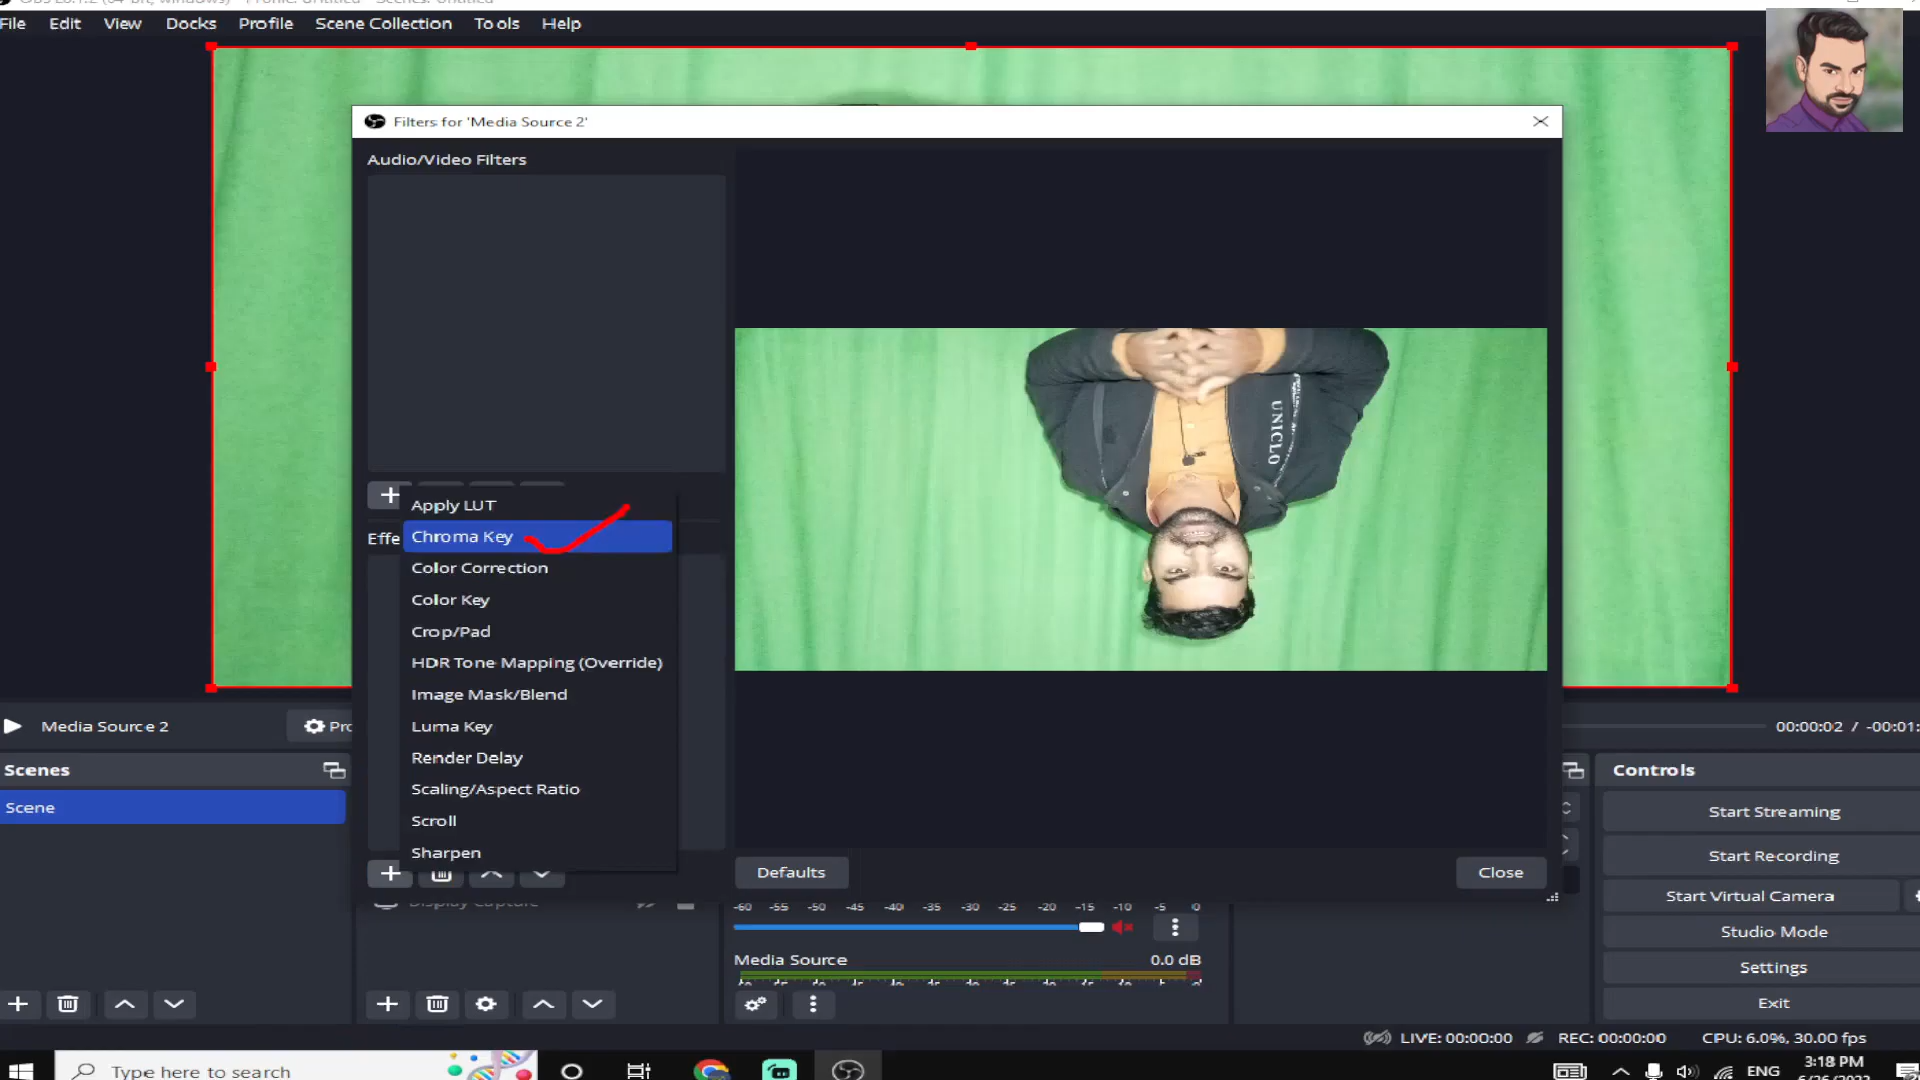 File Edit View Docks Profile Scene Collection Tools Help
Filters for 'Media Source 2'
Audio/Video Filters
Apply LUT
Effe
Chroma Key
Color Correction
Color Key
Crop/Pad
HDR Tone Mapping (Override)
Image Mask/Blend
Luma Key
Render Delay
Scaling/Aspect Ratio
Scroll
Sharpen
UNICLO
Defaults
Close
Media Source 2
Pro
00:00:02 / -00:01:
Scenes
Scene
Controls
Start Streaming
Start Recording
Start Virtual Camera
Studio Mode
Settings
Exit
Display Capture
-60 -55 -50 -45 -40 -35 -30 -25 -20 -15 -10 -5 0
Media Source 0.0 dB
LIVE: 00:00:00 REC: 00:00:00 CPU: 6.0%, 30.00 fps
Type here to search
ENG
3:18 PM